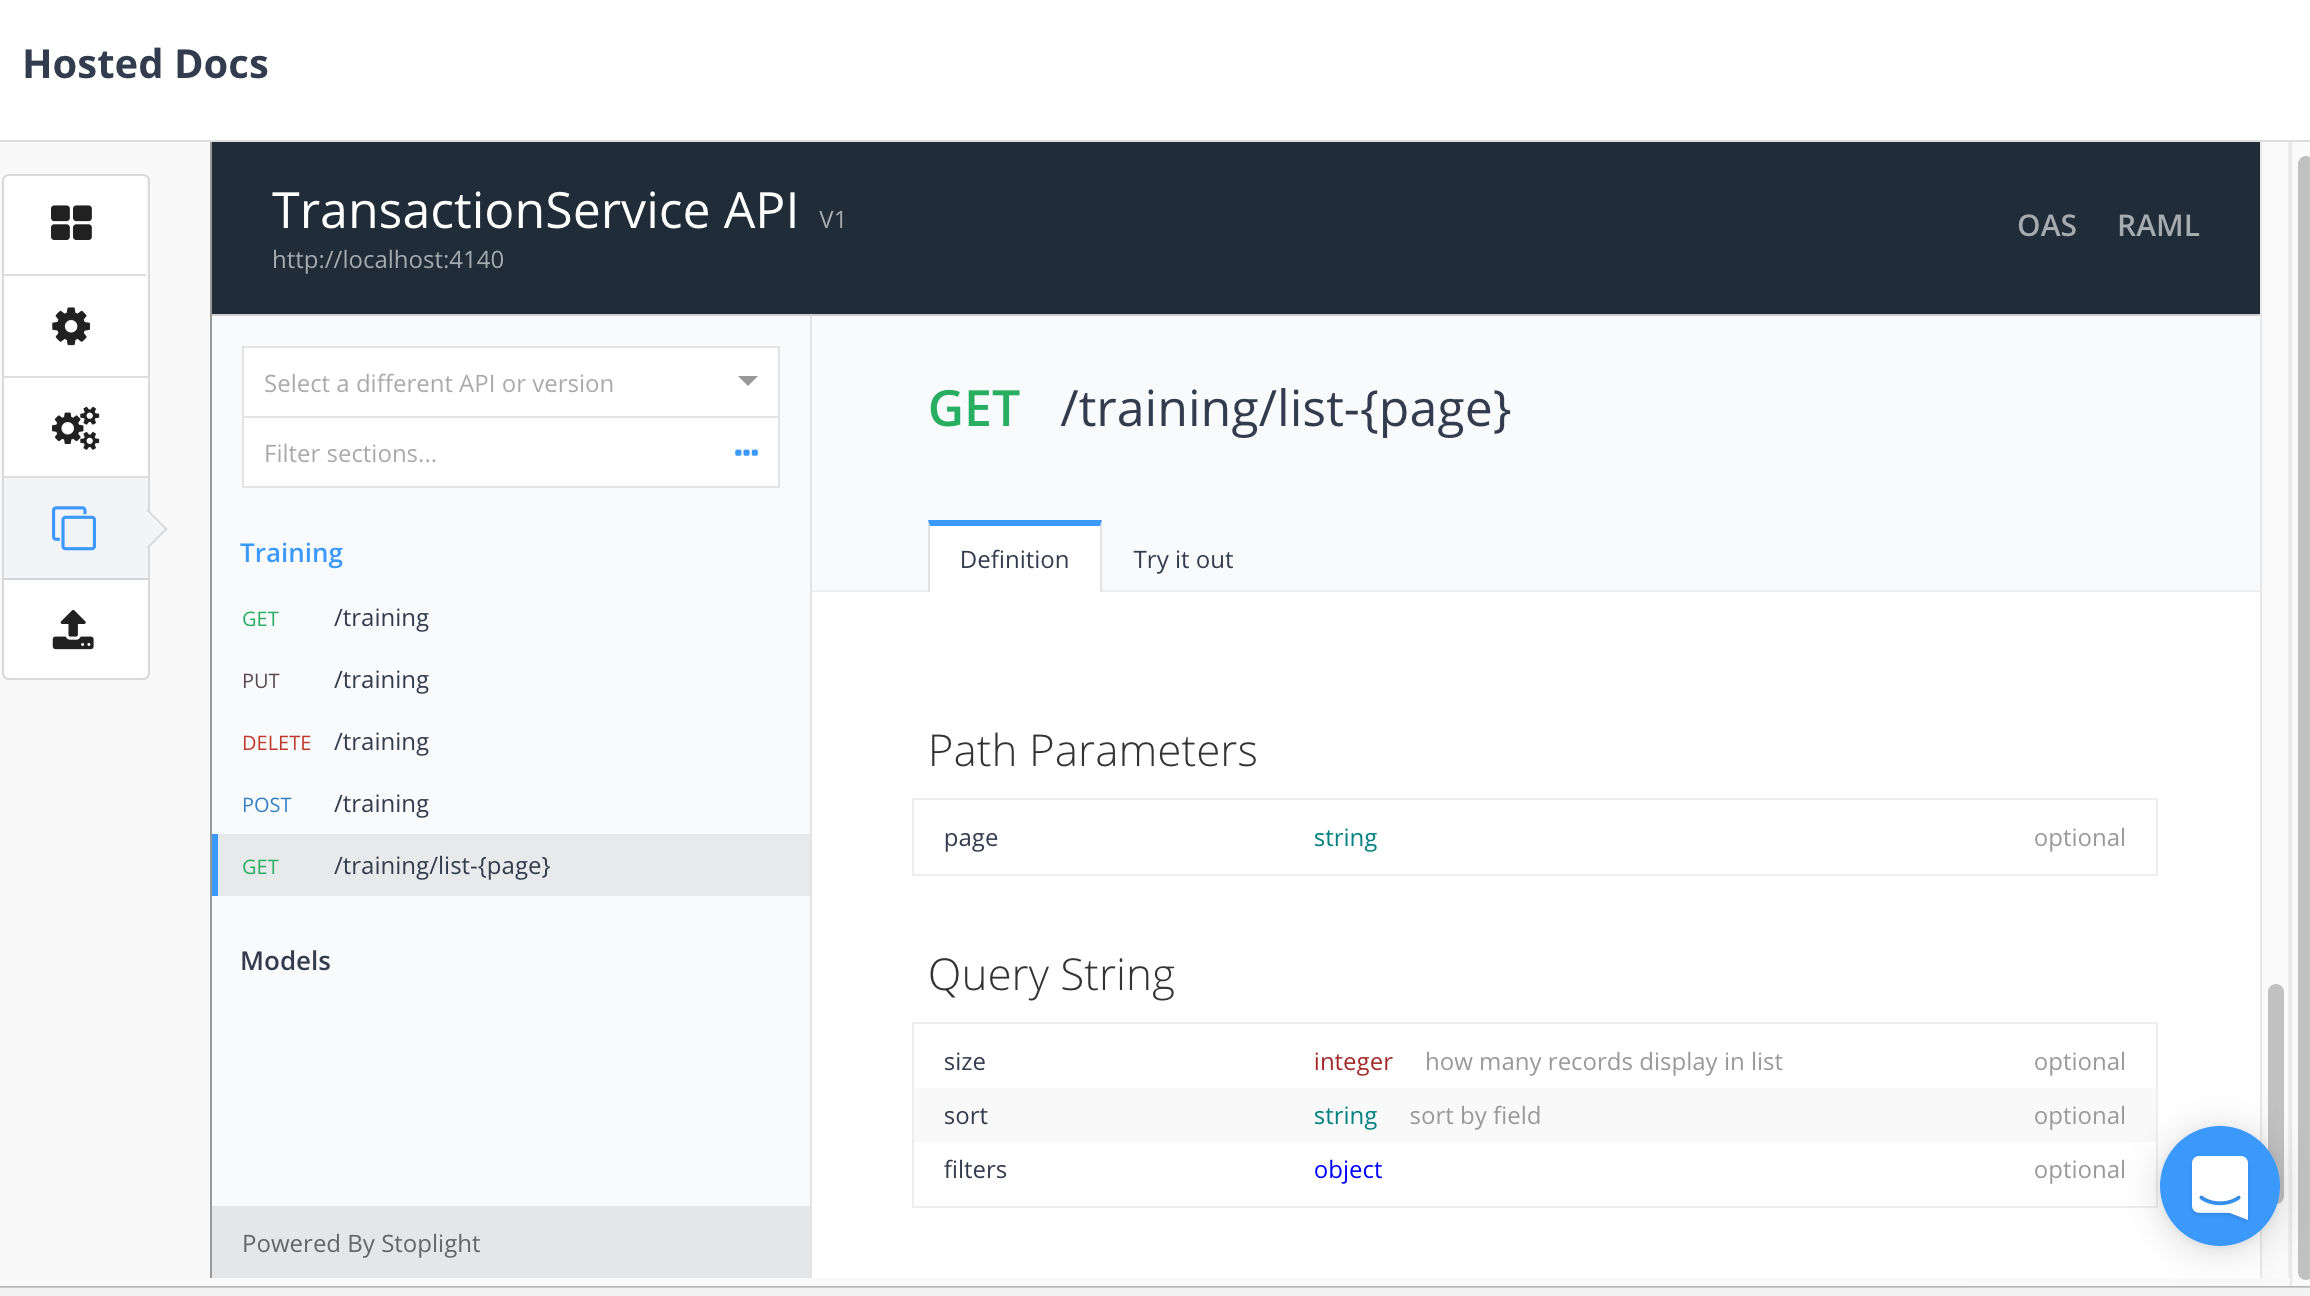 Hosted Docs
TransactionService API V1
http://localhost:4140
OAS RAML
Select a different API or version
Filter sections...
Training
GET /training
PUT /training
DELETE /training
POST /training
GET /training/list-{page}
Models
Powered By Stoplight
GET /training/list-{page}
Definition Try it out
Path Parameters
page string optional
Query String
size integer how many records display in list optional
sort string sort by field optional
filters object optional